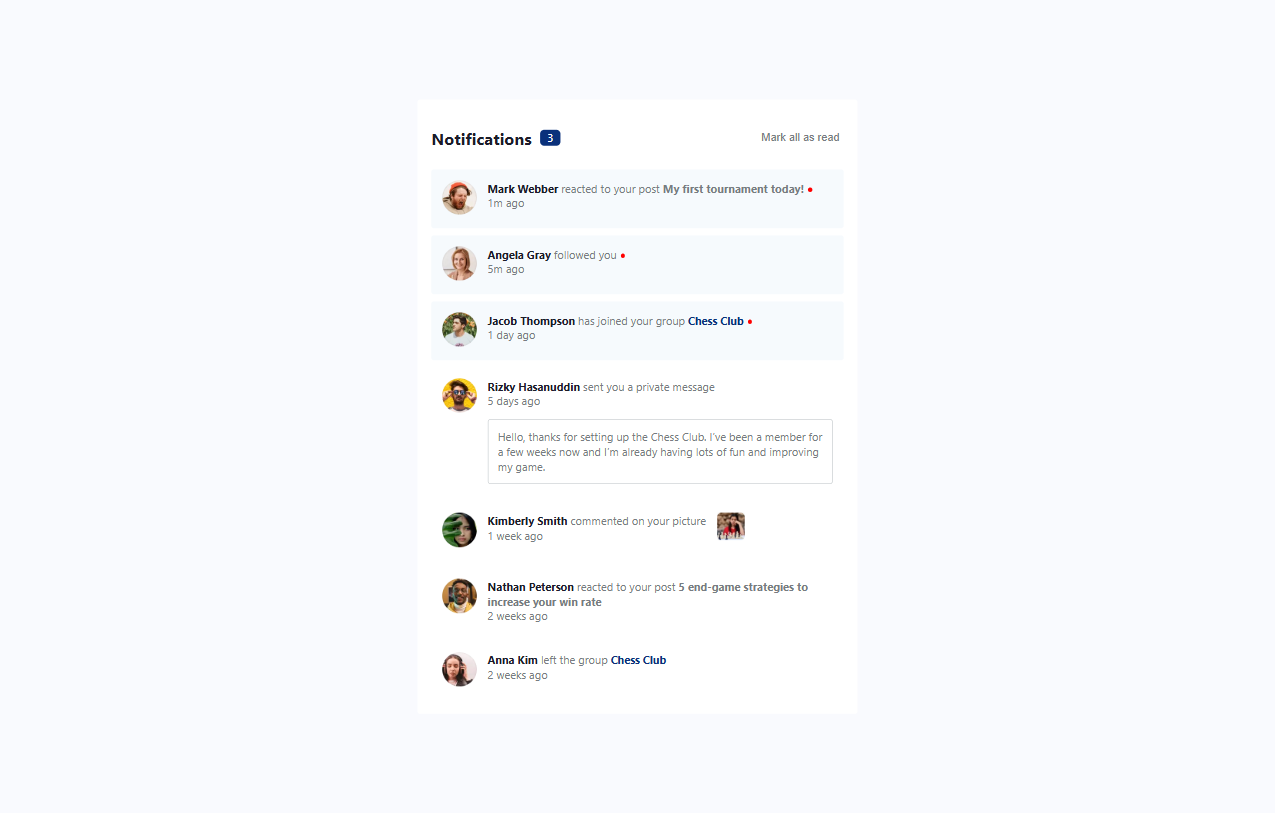 Notifications 3 Mark all as read
Mark Webber reacted to your post My first tournament today!
1m ago
Angela Gray followed you
5m ago
Jacob Thompson has joined your group Chess Club
1 day ago
Rizky Hasanuddin sent you a private message
5 days ago
Hello, thanks for setting up the Chess Club. I've been a member for
a few weeks now and I'm already having lots of fun and improving
my game.
Kimberly Smith commented on your picture
1 week ago
Nathan Peterson reacted to your post 5 end-game strategies to
increase your win rate
2 weeks ago
Anna Kim left the group Chess Club
2 weeks ago